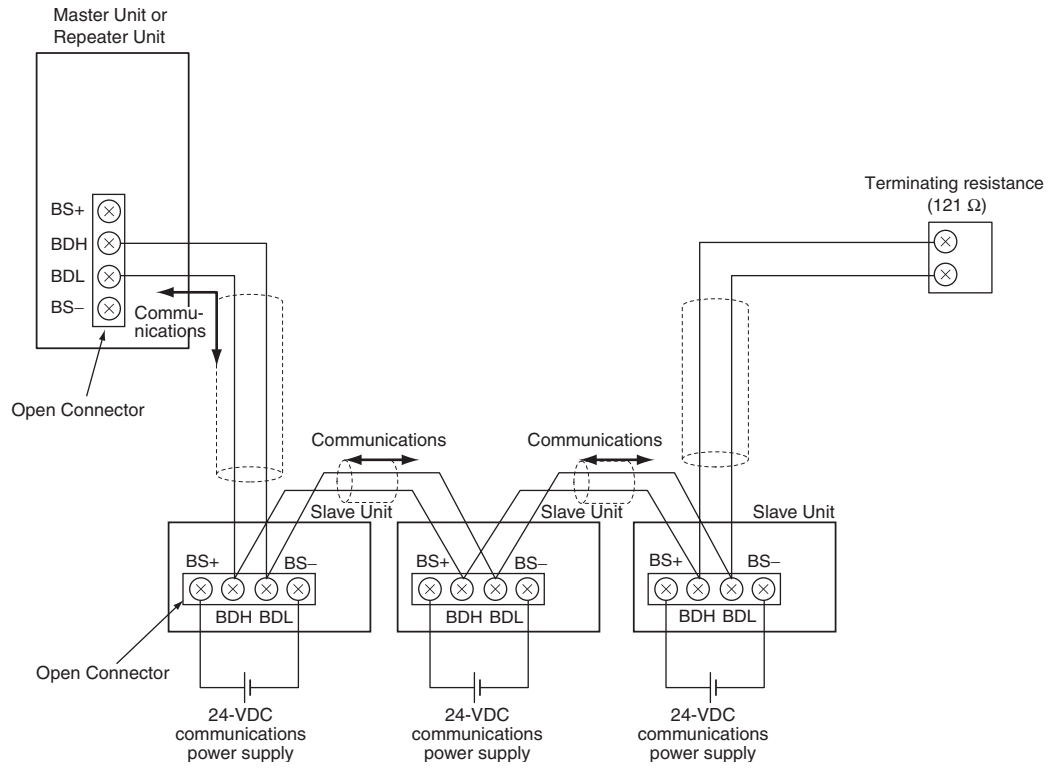 Master Unit or
Repeater Unit
BS+
BDH
BDL
BS–
Commu-
nications
Open Connector
Terminating resistance
(121 Ω)
Communications
Communications
Slave Unit
Slave Unit
Slave Unit
BS+
BS–
BDH BDL
BS+
BS–
BDH BDL
BS+
BS–
BDH BDL
Open Connector
24-VDC
communications
power supply
24-VDC
communications
power supply
24-VDC
communications
power supply